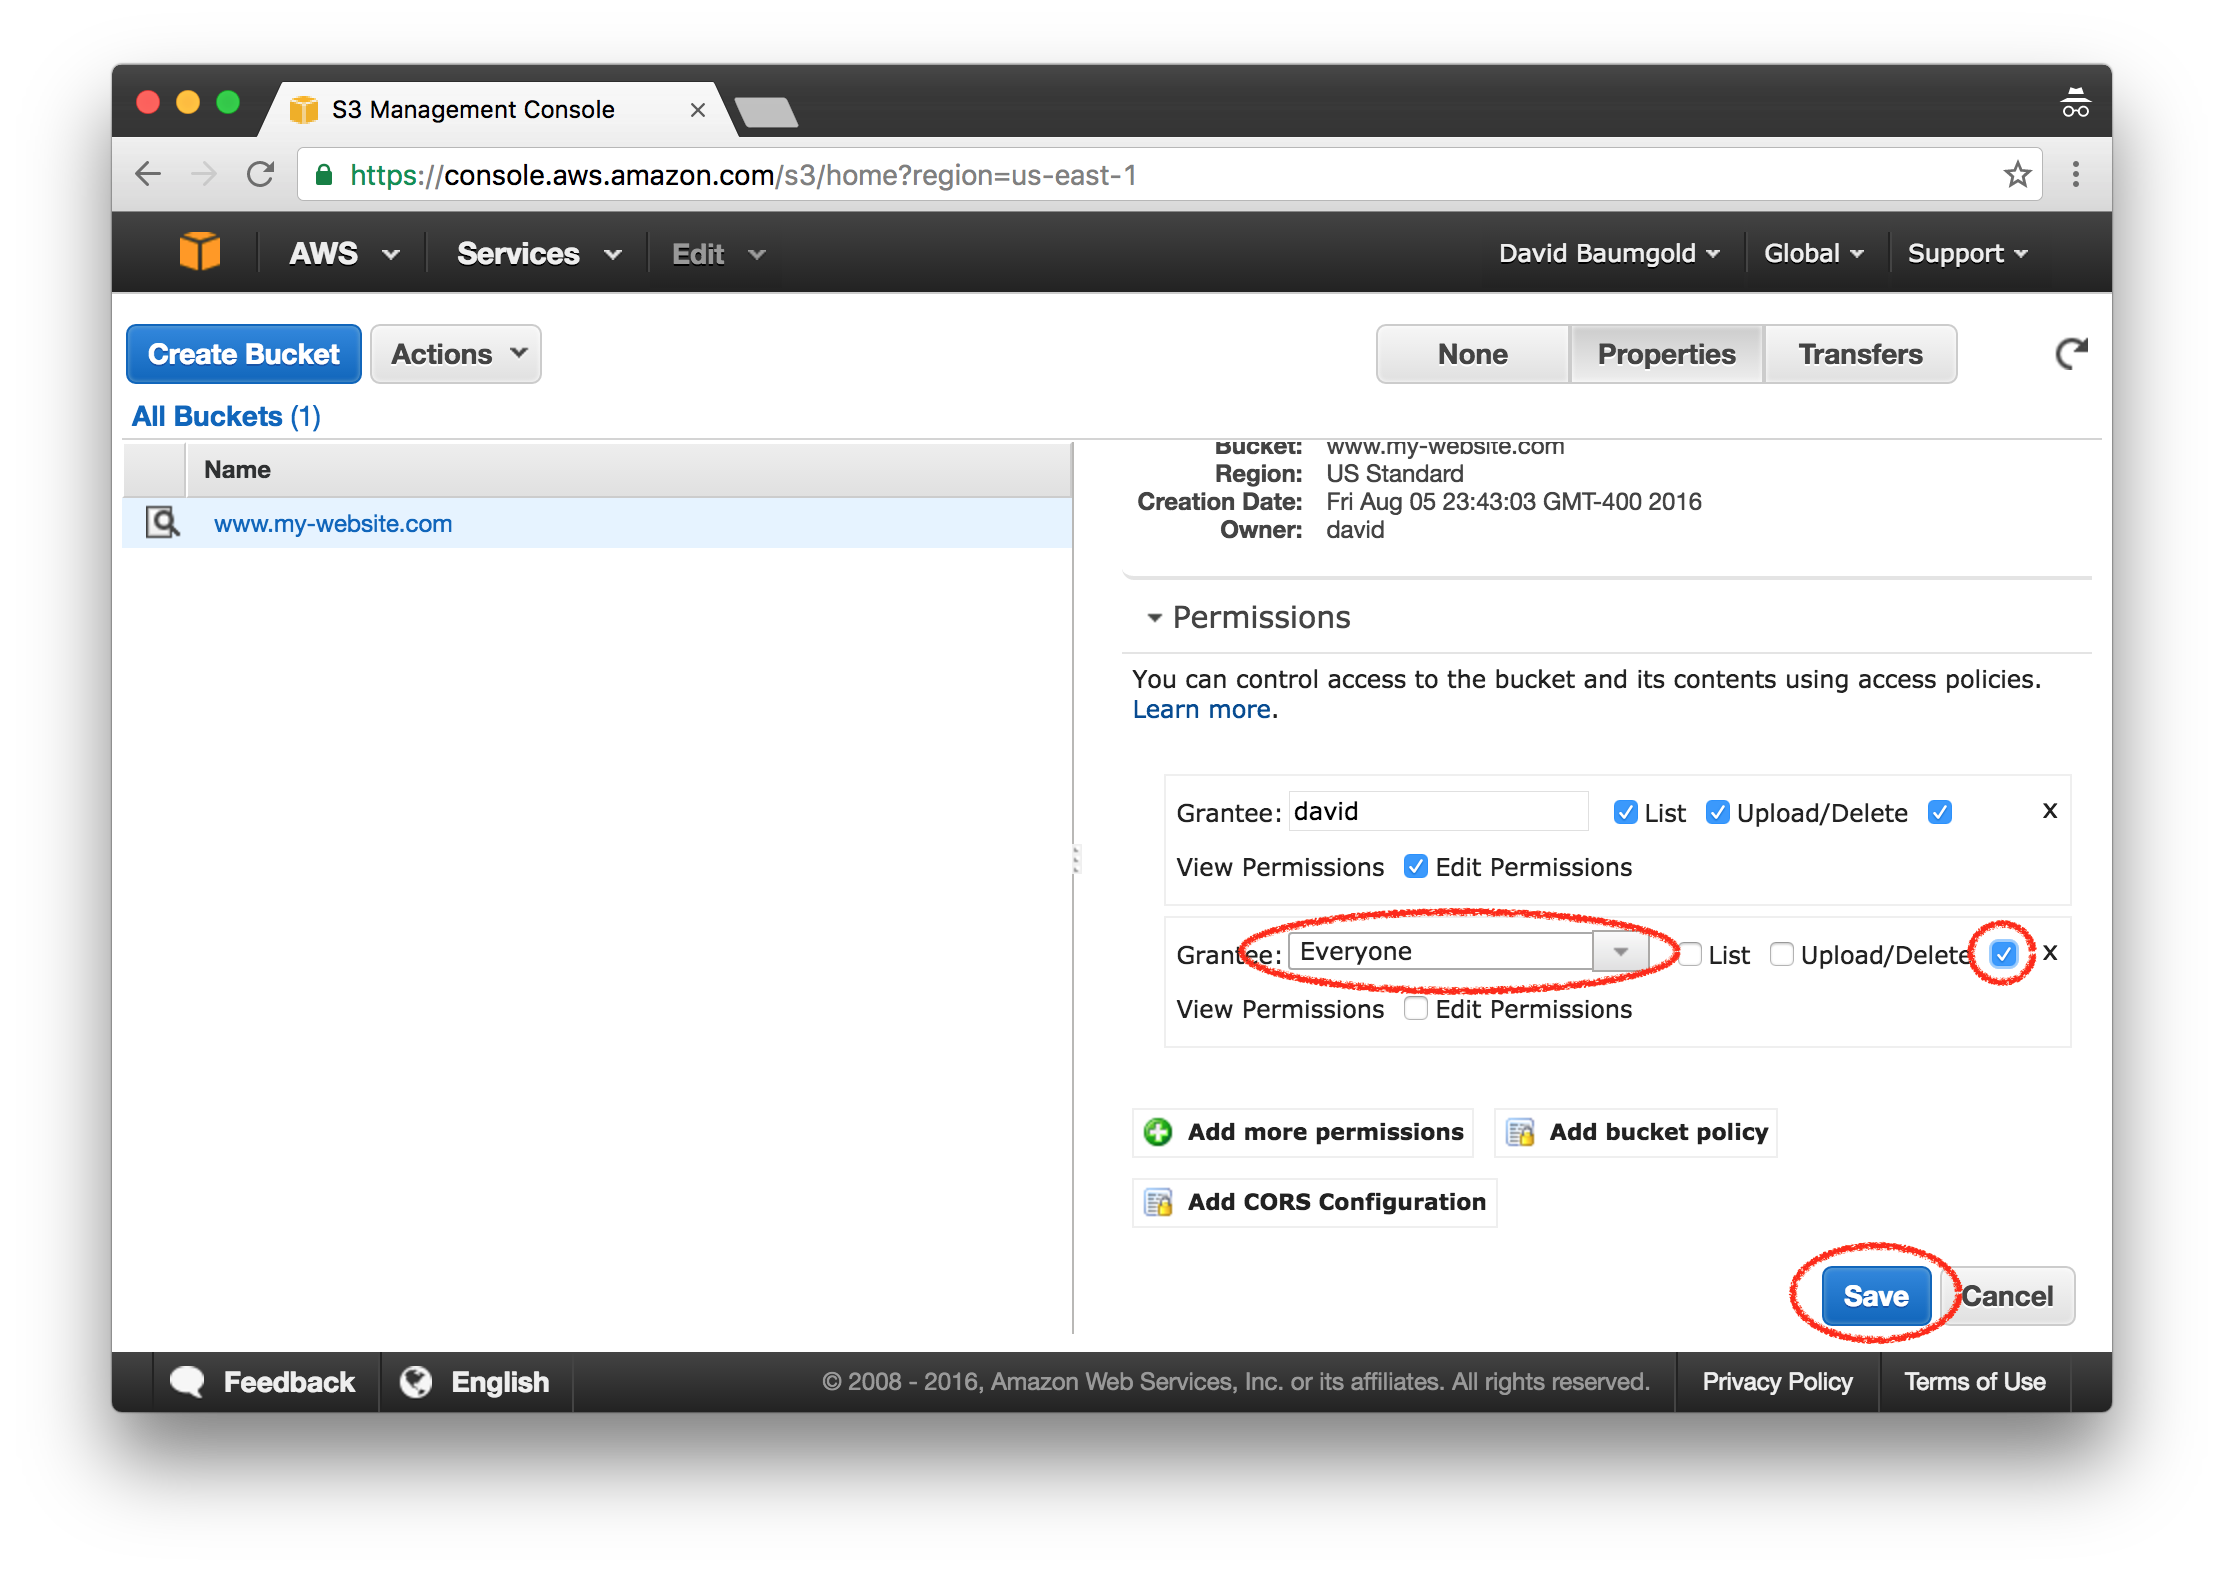 S3 Management Console
https://console.aws.amazon.com/s3/home?region=us-east-1
AWS Services Edit David Baumgold Global Support
Create Bucket Actions None Properties Transfers
All Buckets (1)
Name
www.my-website.com
Bucket: www.my-website.com
Region: US Standard
Creation Date: Fri Aug 05 23:43:03 GMT-400 2016
Owner: david
Permissions
You can control access to the bucket and its contents using access policies.
Learn more.
Grantee: david List Upload/Delete x
View Permissions Edit Permissions
Grantee: Everyone List Upload/Delete x
View Permissions Edit Permissions
Add more permissions Add bucket policy
Add CORS Configuration
Save Cancel
Feedback English © 2008 - 2016, Amazon Web Services, Inc. or its affiliates. All rights reserved. Privacy Policy Terms of Use